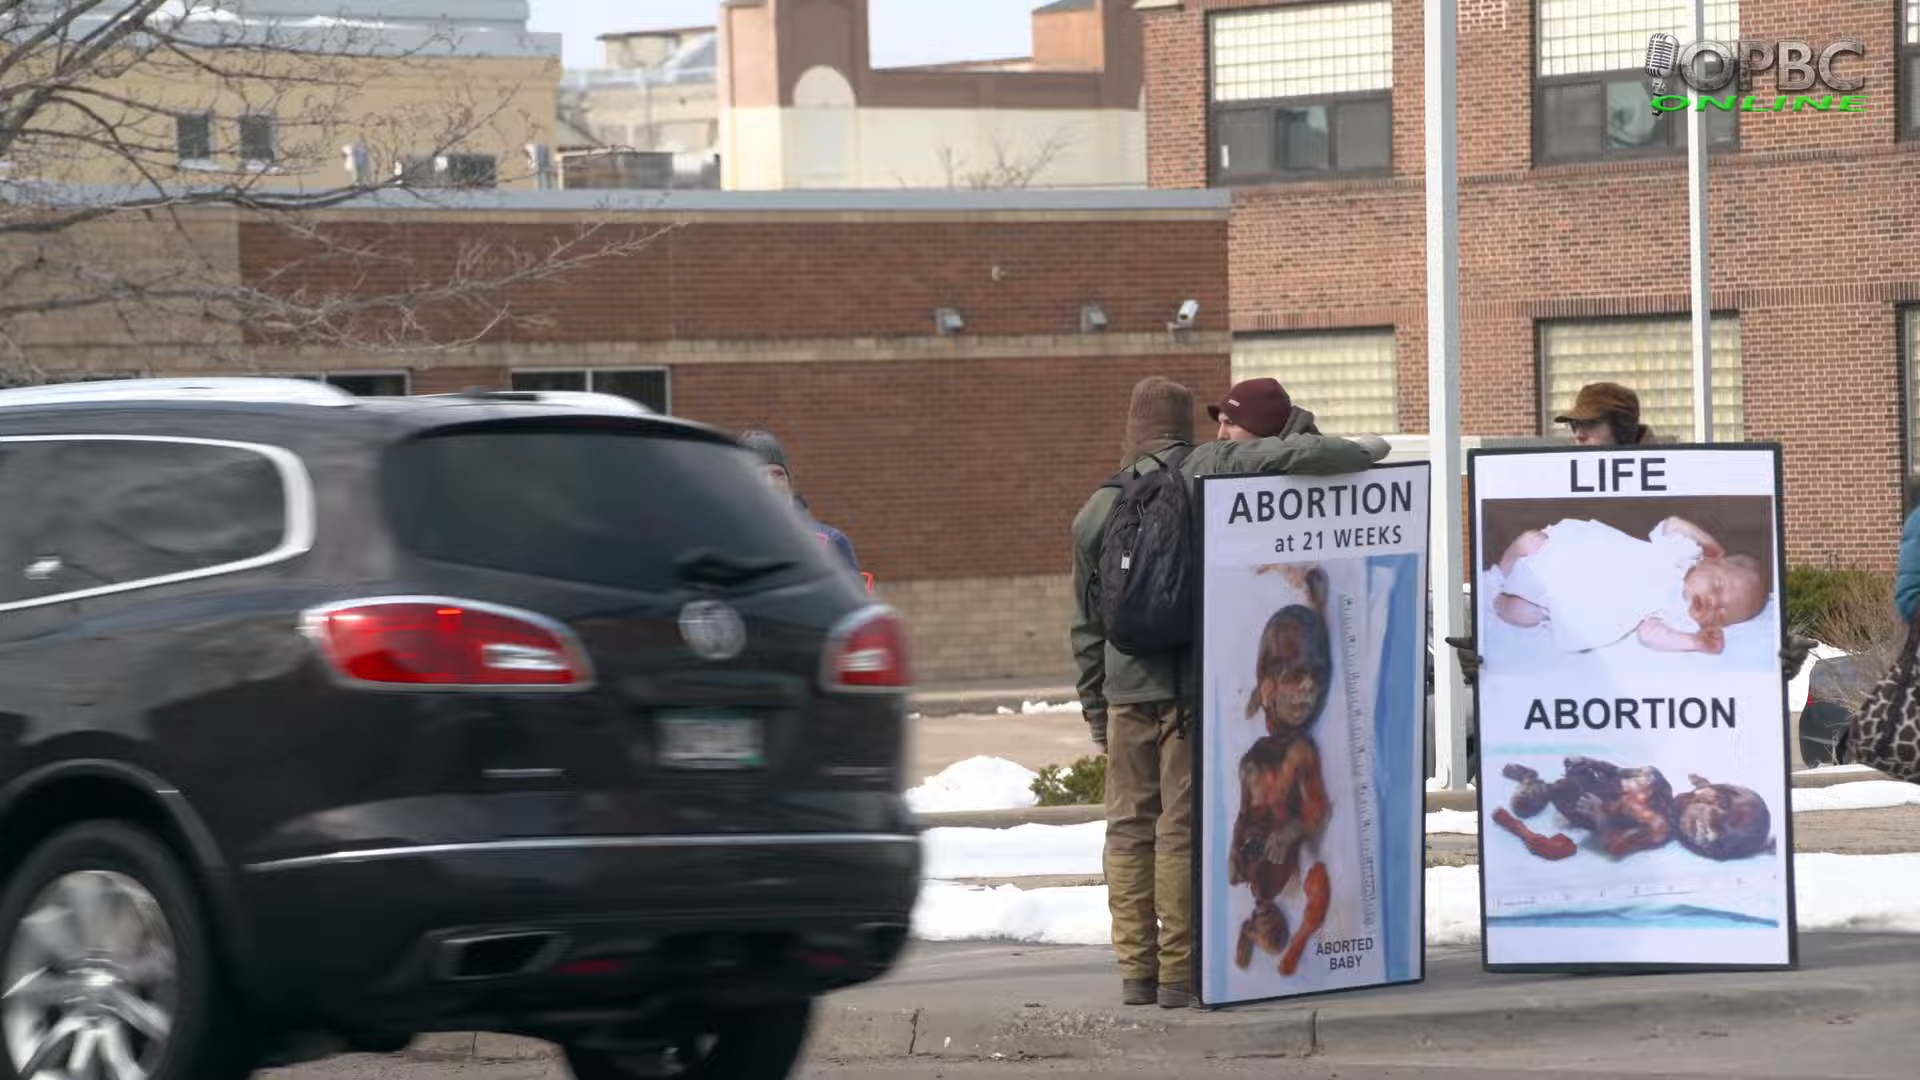 OPBC
ONLINE
ABORTION
at 21 WEEKS
ABORTED
BABY
LIFE
ABORTION